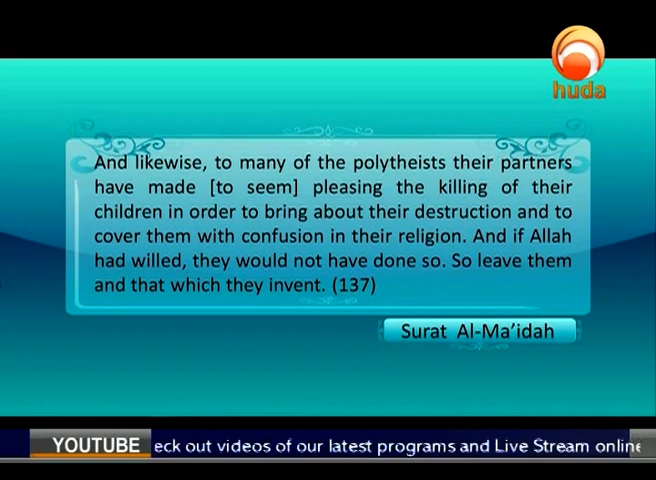 huda
And likewise, to many of the polytheists their partners
have made [to seem] pleasing the killing of their
children in order to bring about their destruction and to
cover them with confusion in their religion. And if Allah
had willed, they would not have done so. So leave them
and that which they invent. (137)
Surat Al-Ma’idah
YOUTUBE eck out videos of our latest programs and Live Stream online